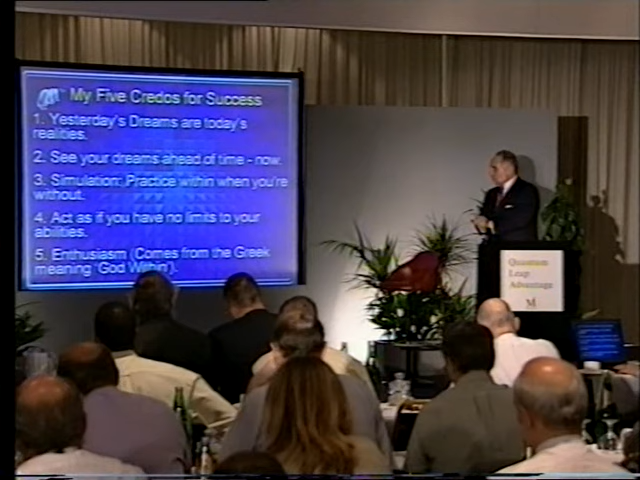 My Five Credos for Success
1. Yesterday's Dreams are today's
realities.
2. See your dreams ahead of time - now.
3. Simulation: Practice within when you're
without.
4. Act as if you have no limits to your
abilities.
5. Enthusiasm (Comes from the Greek
meaning 'God Within').
Quantum
Leap
Advantage